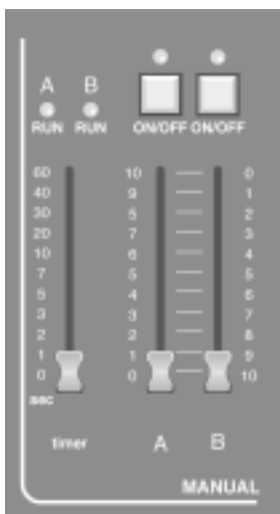 A B
RUN RUN
ON/OFF ON/OFF
60 10 0
40 9 1
30 5 2
20 7 3
10 6 4
7 5 5
5 4 6
3 3 7
2 2 8
1 1 9
0 0 10
sec
timer A B
MANUAL